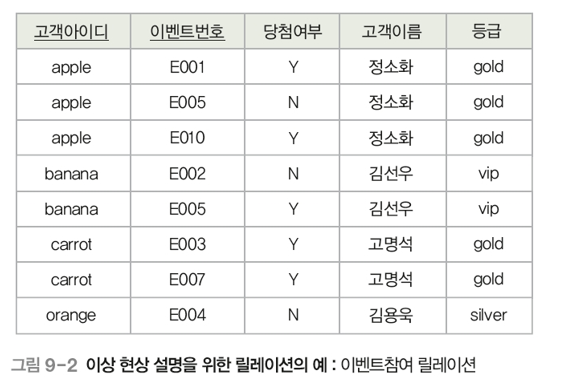 고객아이디 이벤트번호 당첨여부 고객이름 등급
apple E001 Y 정소화 gold
apple E005 N 정소화 gold
apple E010 Y 정소화 gold
banana E002 N 김선우 vip
banana E005 Y 김선우 vip
carrot E003 Y 고명석 gold
carrot E007 Y 고명석 gold
orange E004 N 김용욱 silver
그림 9-2 이상 현상 설명을 위한 릴레이션의 예 : 이벤트참여 릴레이션